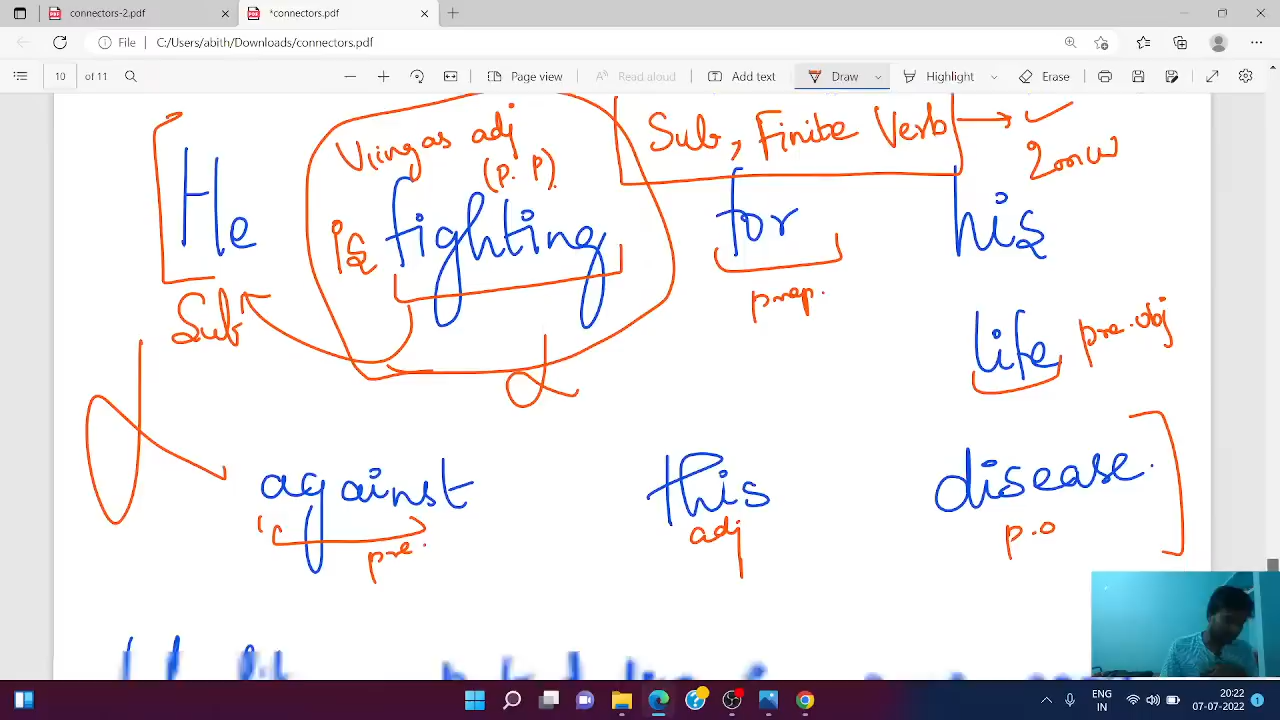 connectors-2.pdf
*connectors.pdf
File
C:/Users/abith/Downloads/connectors.pdf
10 of 11
Page view
Read aloud
Add text
Draw
Highlight
Erase
V1ing as adj
(p. p).
Sub, Finite Verb
He is fighting for his
Sub
prep.
life
pre. obj
against this disease.
pre.
adj
p.o
ENG
IN
20:22
07-07-2022
1